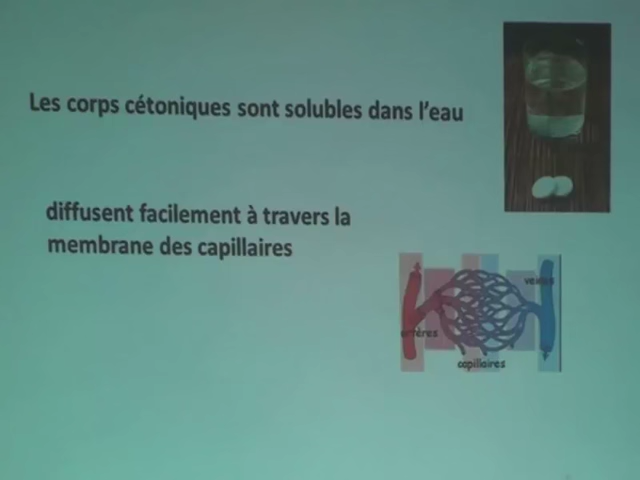 Les corps cétoniques sont solubles dans l'eau
diffusent facilement à travers la
membrane des capillaires
veines
artères
capillaires